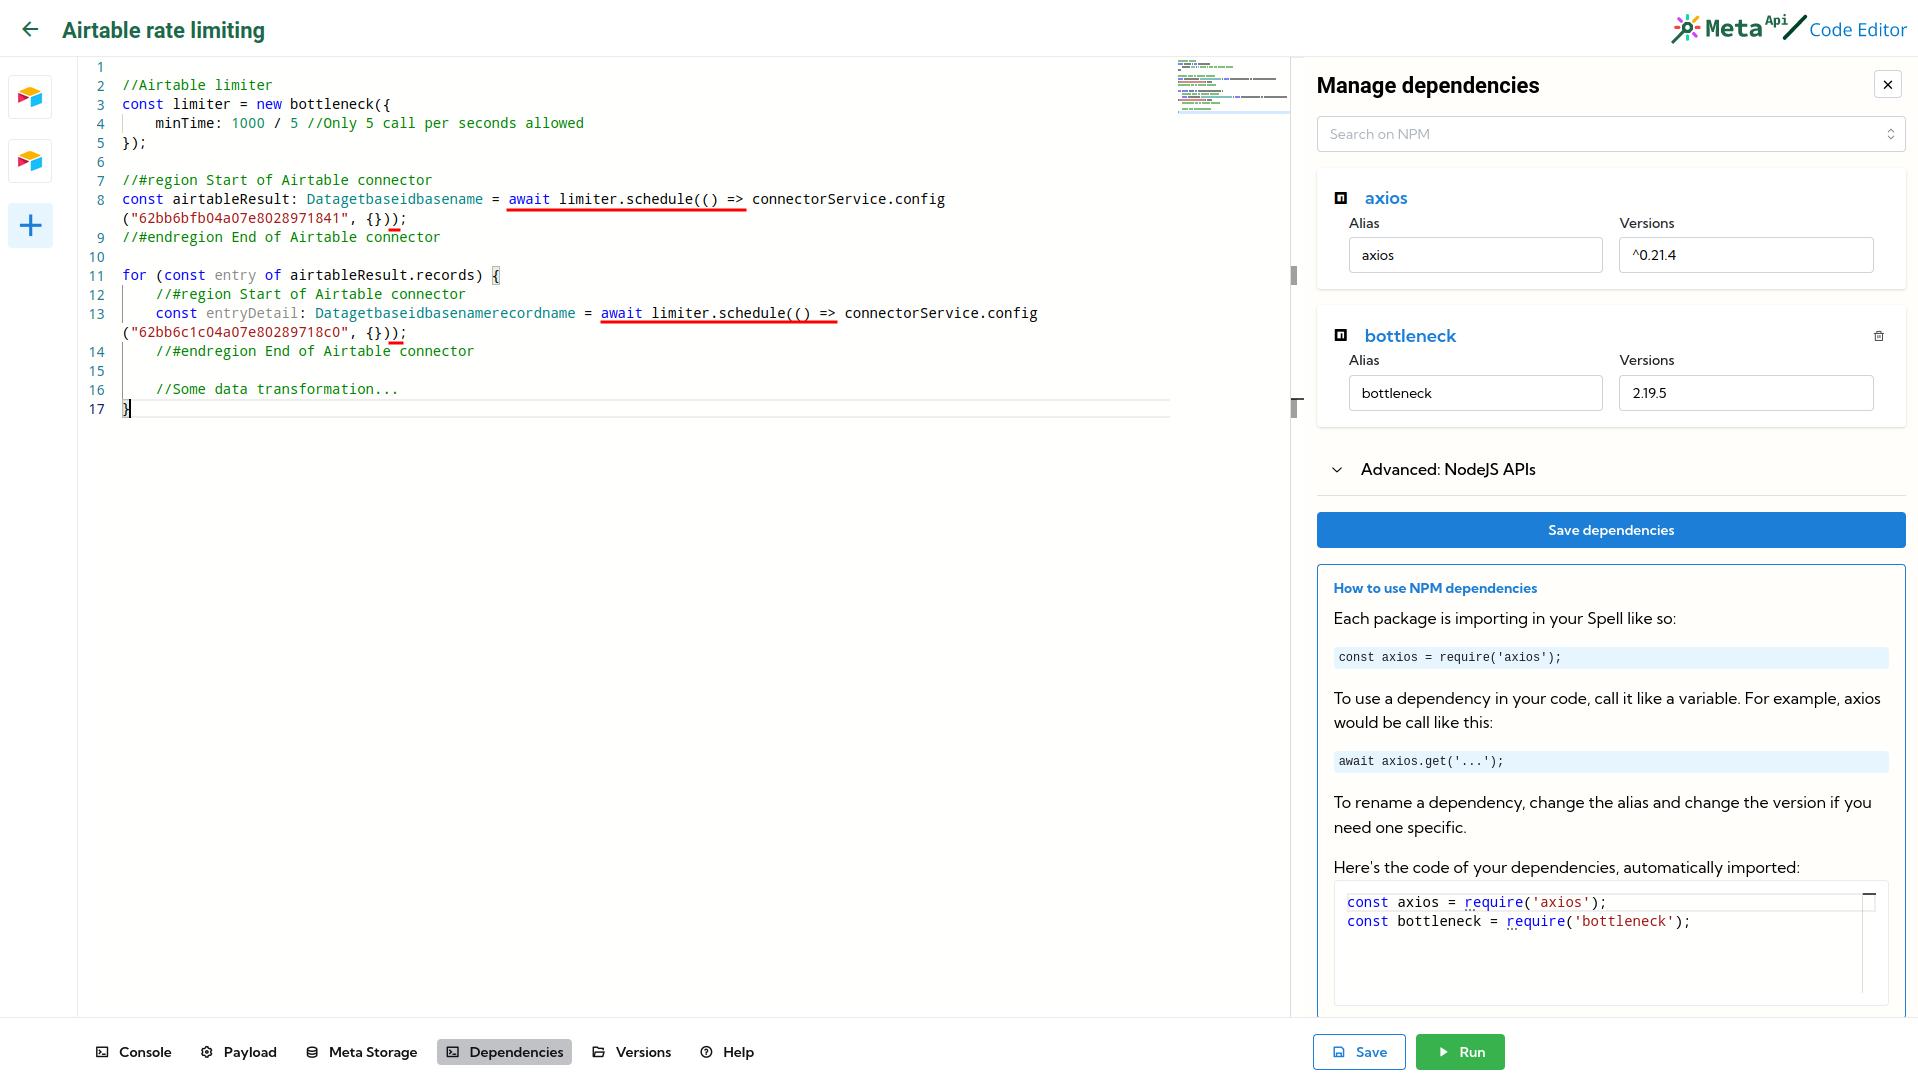 Airtable rate limiting
Meta Api / Code Editor
1
2 //Airtable limiter
3 const limiter = new bottleneck({
4     minTime: 1000 / 5 //Only 5 call per seconds allowed
5 });
6
7 //#region Start of Airtable connector
8 const airtableResult: Datagetbaseidbasename = await limiter.schedule(() => connectorService.config
("62bb6bfb04a07e8028971841", {}));
9 //#endregion End of Airtable connector
10
11 for (const entry of airtableResult.records) {
12     //#region Start of Airtable connector
13     const entryDetail: Datagetbaseidbasenamerecordname = await limiter.schedule(() => connectorService.config
("62bb6c1c04a07e80289718c0", {}));
14     //#endregion End of Airtable connector
15
16     //Some data transformation...
17 }
Manage dependencies
Search on NPM
axios
Alias Versions
axios ^0.21.4
bottleneck
Alias Versions
bottleneck 2.19.5
Advanced: NodeJS APIs
Save dependencies
How to use NPM dependencies
Each package is importing in your Spell like so:
const axios = require('axios');
To use a dependency in your code, call it like a variable. For example, axios
would be call like this:
await axios.get('...');
To rename a dependency, change the alias and change the version if you
need one specific.
Here's the code of your dependencies, automatically imported:
const axios = require('axios');
const bottleneck = require('bottleneck');
Console Payload Meta Storage Dependencies Versions Help Save Run